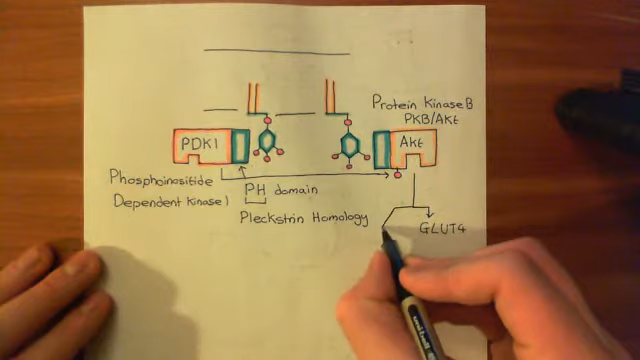 Protein Kinase B
PKB/Akt
PDK1
Akt
Phosphoinositide
Dependent Kinase 1
PH domain
Pleckstrin Homology
GLUT4